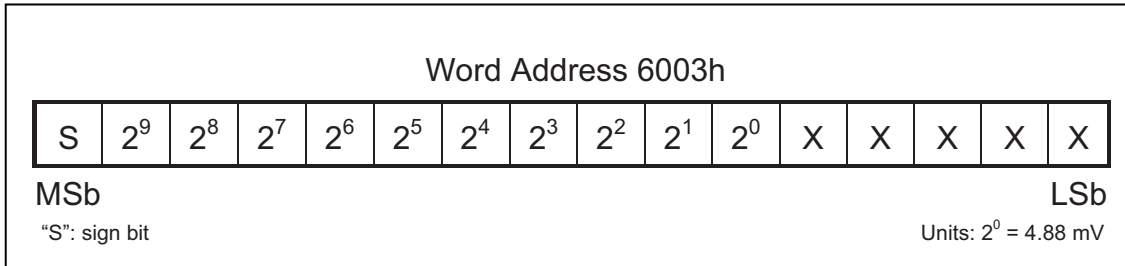 Word Address 6003h
S 2⁹ 2⁸ 2⁷ 2⁶ 2⁵ 2⁴ 2³ 2² 2¹ 2⁰ X X X X X
MSb LSb
“S”: sign bit Units: 2⁰ = 4.88 mV